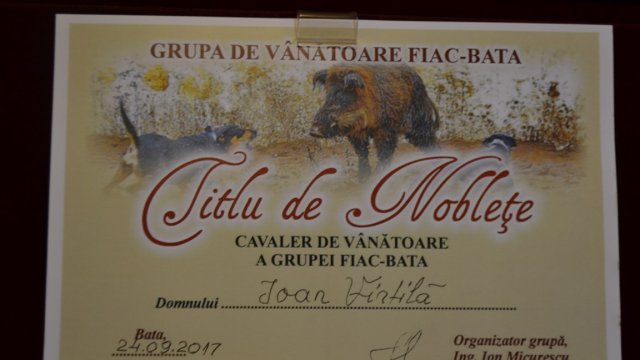 GRUPA DE VÂNĂTOARE FIAC-BATA
Titlu de Noblețe
CAVALER DE VÂNĂTOARE
A GRUPEI FIAC-BATA
Domnului Ioan Vintilă
Bata,
24.09.2017
Organizator grupă,
Ing. Ion Micurescu